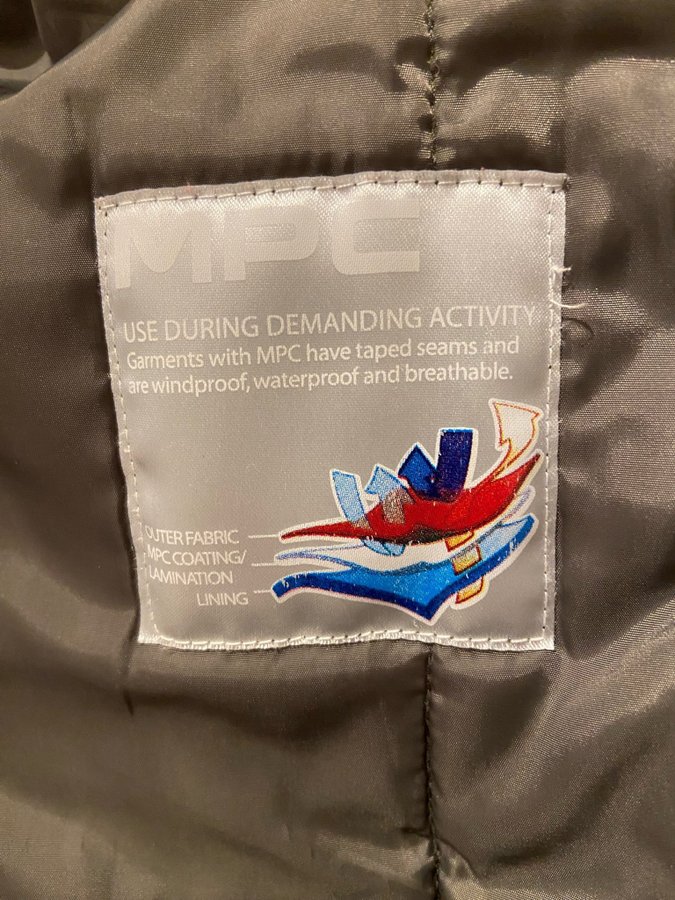 MPC
USE DURING DEMANDING ACTIVITY
Garments with MPC have taped seams and
are windproof, waterproof and breathable.
OUTER FABRIC
MPC COATING/
LAMINATION
LINING